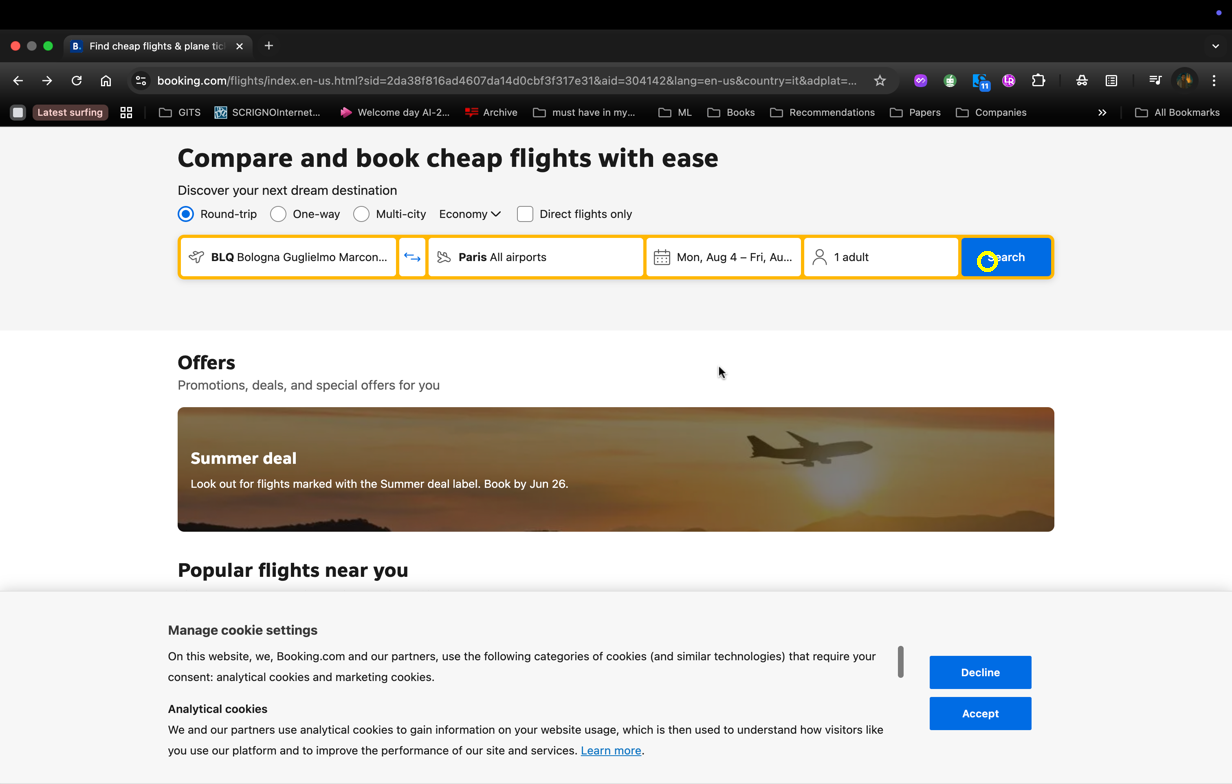 B. Find cheap flights & plane tic
booking.com/flights/index.en-us.html?sid=2da38f816ad4607da14d0cbf3f317e31&aid=304142&lang=en-us&country=it&adplat=...
11
Latest surfing GITS SCRIGNOInternet... Welcome day AI-2... Archive must have in my... ML Books Recommendations Papers Companies » All Bookmarks
Compare and book cheap flights with ease
Discover your next dream destination
Round-trip One-way Multi-city Economy Direct flights only
BLQ Bologna Guglielmo Marcon... Paris All airports Mon, Aug 4 – Fri, Au... 1 adult Search
Offers
Promotions, deals, and special offers for you
Summer deal
Look out for flights marked with the Summer deal label. Book by Jun 26.
Popular flights near you
Manage cookie settings
On this website, we, Booking.com and our partners, use the following categories of cookies (and similar technologies) that require your
consent: analytical cookies and marketing cookies.
Analytical cookies
We and our partners use analytical cookies to gain information on your website usage, which is then used to understand how visitors like
you use our platform and to improve the performance of our site and services. Learn more.
Decline
Accept